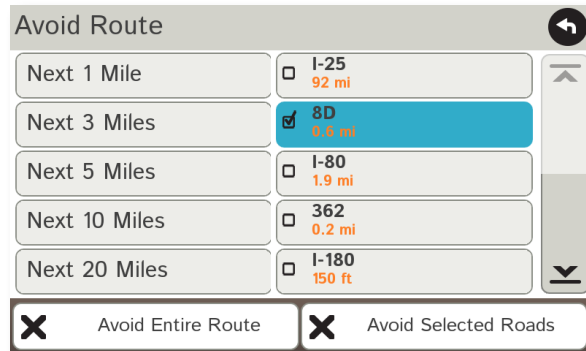 Avoid Route
Next 1 Mile
I-25
92 mi
Next 3 Miles
8D
0.6 mi
Next 5 Miles
I-80
1.9 mi
Next 10 Miles
362
0.2 mi
Next 20 Miles
I-180
150 ft
Avoid Entire Route
Avoid Selected Roads